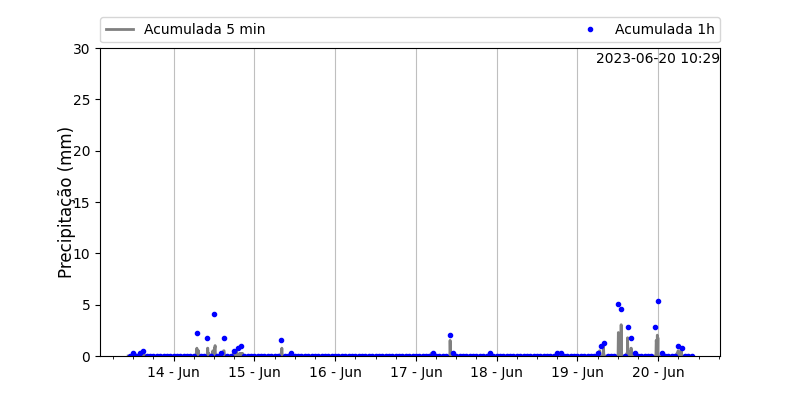 Acumulada 5 min
Acumulada 1h
2023-06-20 10:29
Precipitação (mm)
30
25
20
15
10
5
0
14 - Jun
15 - Jun
16 - Jun
17 - Jun
18 - Jun
19 - Jun
20 - Jun